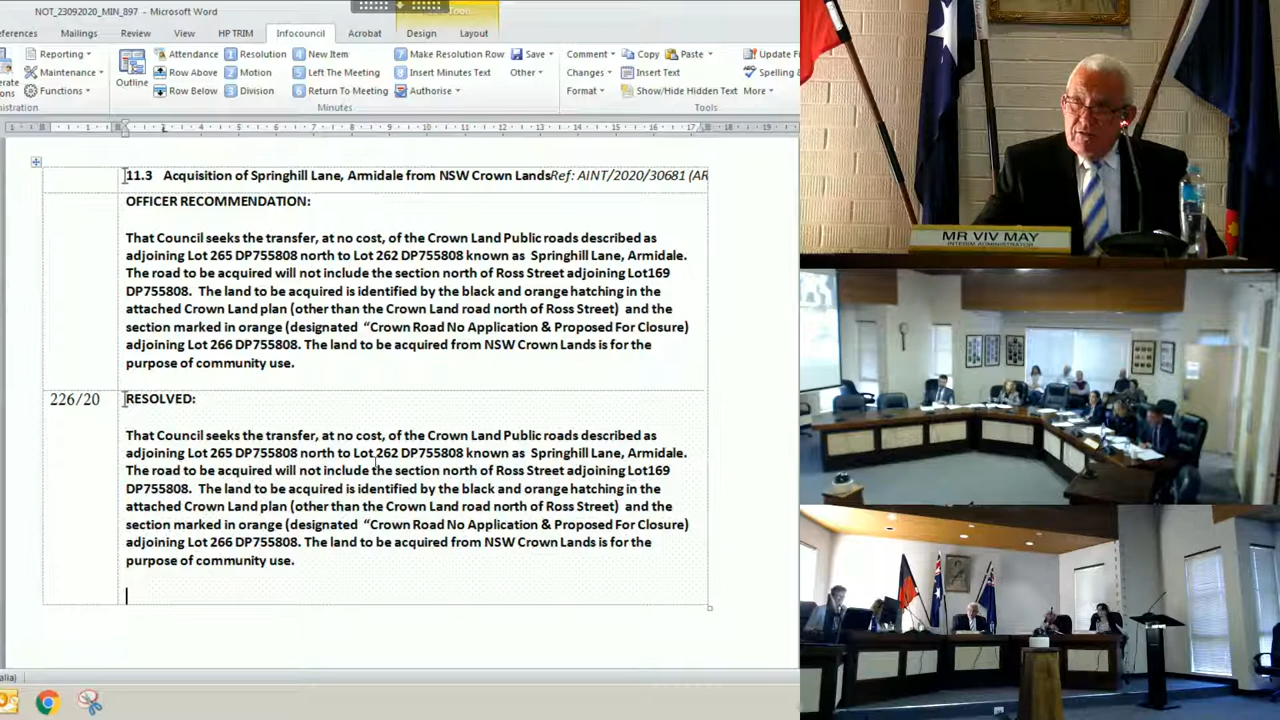 NOT_23092020_MIN_897 - Microsoft Word
ferences Mailings Review View HP TRIM Infocouncil Acrobat Design Layout
Reporting Attendance 1 Resolution 4 New Item 7 Make Resolution Row Save Comment Copy Paste Update F
Maintenance Outline Row Above 2 Motion 5 Left The Meeting 8 Insert Minutes Text Other Changes Insert Text Spelling
Functions Row Below 3 Division 6 Return To Meeting Authorise Format Show/Hide Hidden Text More
Minutes Tools
11.3 Acquisition of Springhill Lane, Armidale from NSW Crown Lands Ref: AINT/2020/30681 (AR
OFFICER RECOMMENDATION:
That Council seeks the transfer, at no cost, of the Crown Land Public roads described as
adjoining Lot 265 DP755808 north to Lot 262 DP755808 known as Springhill Lane, Armidale.
The road to be acquired will not include the section north of Ross Street adjoining Lot169
DP755808. The land to be acquired is identified by the black and orange hatching in the
attached Crown Land plan (other than the Crown Land road north of Ross Street) and the
section marked in orange (designated “Crown Road No Application & Proposed For Closure)
adjoining Lot 266 DP755808. The land to be acquired from NSW Crown Lands is for the
purpose of community use.
226/20 RESOLVED:
That Council seeks the transfer, at no cost, of the Crown Land Public roads described as
adjoining Lot 265 DP755808 north to Lot 262 DP755808 known as Springhill Lane, Armidale.
The road to be acquired will not include the section north of Ross Street adjoining Lot169
DP755808. The land to be acquired is identified by the black and orange hatching in the
attached Crown Land plan (other than the Crown Land road north of Ross Street) and the
section marked in orange (designated “Crown Road No Application & Proposed For Closure)
adjoining Lot 266 DP755808. The land to be acquired from NSW Crown Lands is for the
purpose of community use.
alia)
MR VIV MAY
INTERIM ADMINISTRATOR